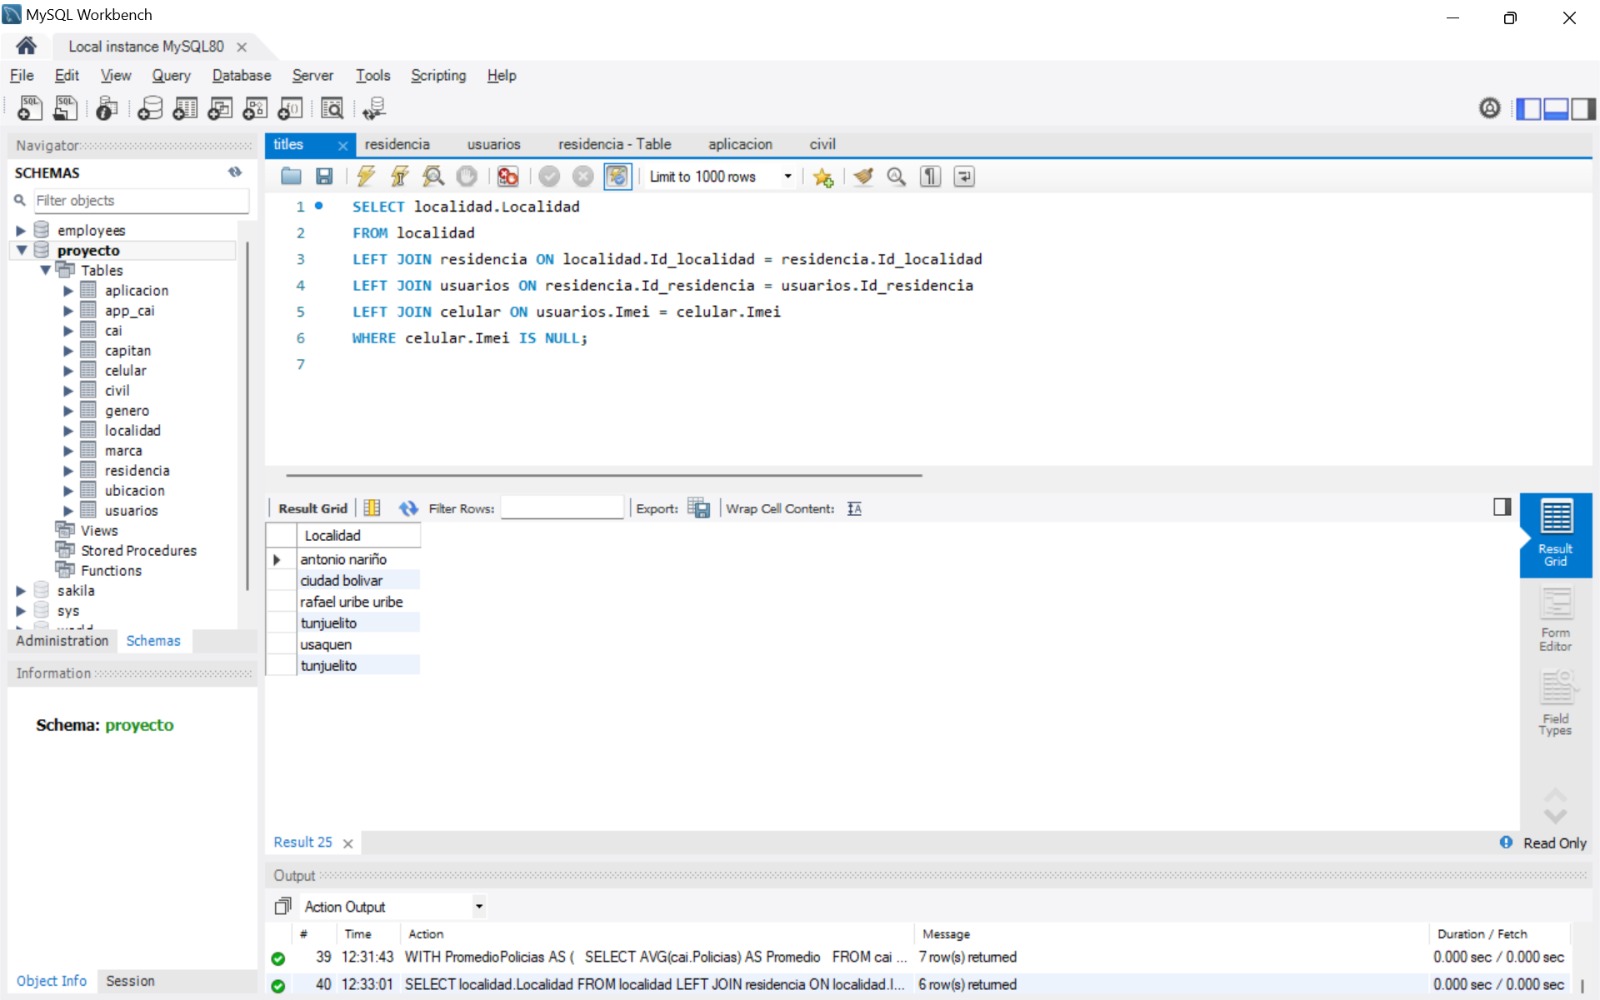 MySQL Workbench
Local instance MySQL80
File Edit View Query Database Server Tools Scripting Help
Navigator
SCHEMAS
Filter objects
employees
proyecto
Tables
aplicacion
app_cai
cai
capitan
celular
civil
genero
localidad
marca
residencia
ubicacion
usuarios
Views
Stored Procedures
Functions
sakila
sys
Administration Schemas
Information
Schema: proyecto
Object Info Session
titles residencia usuarios residencia - Table aplicacion civil
Limit to 1000 rows
1 SELECT localidad.Localidad
2 FROM localidad
3 LEFT JOIN residencia ON localidad.Id_localidad = residencia.Id_localidad
4 LEFT JOIN usuarios ON residencia.Id_residencia = usuarios.Id_residencia
5 LEFT JOIN celular ON usuarios.Imei = celular.Imei
6 WHERE celular.Imei IS NULL;
7
Result Grid Filter Rows: Export: Wrap Cell Content:
Localidad
antonio nariño
ciudad bolivar
rafael uribe uribe
tunjuelito
usaquen
tunjuelito
Result Grid
Form Editor
Field Types
Result 25
Read Only
Output
Action Output
# Time Action Message Duration / Fetch
39 12:31:43 WITH PromedioPolicias AS ( SELECT AVG(cai.Policias) AS Promedio FROM cai ... 7 row(s) returned 0.000 sec / 0.000 sec
40 12:33:01 SELECT localidad.Localidad FROM localidad LEFT JOIN residencia ON localidad.I... 6 row(s) returned 0.000 sec / 0.000 sec